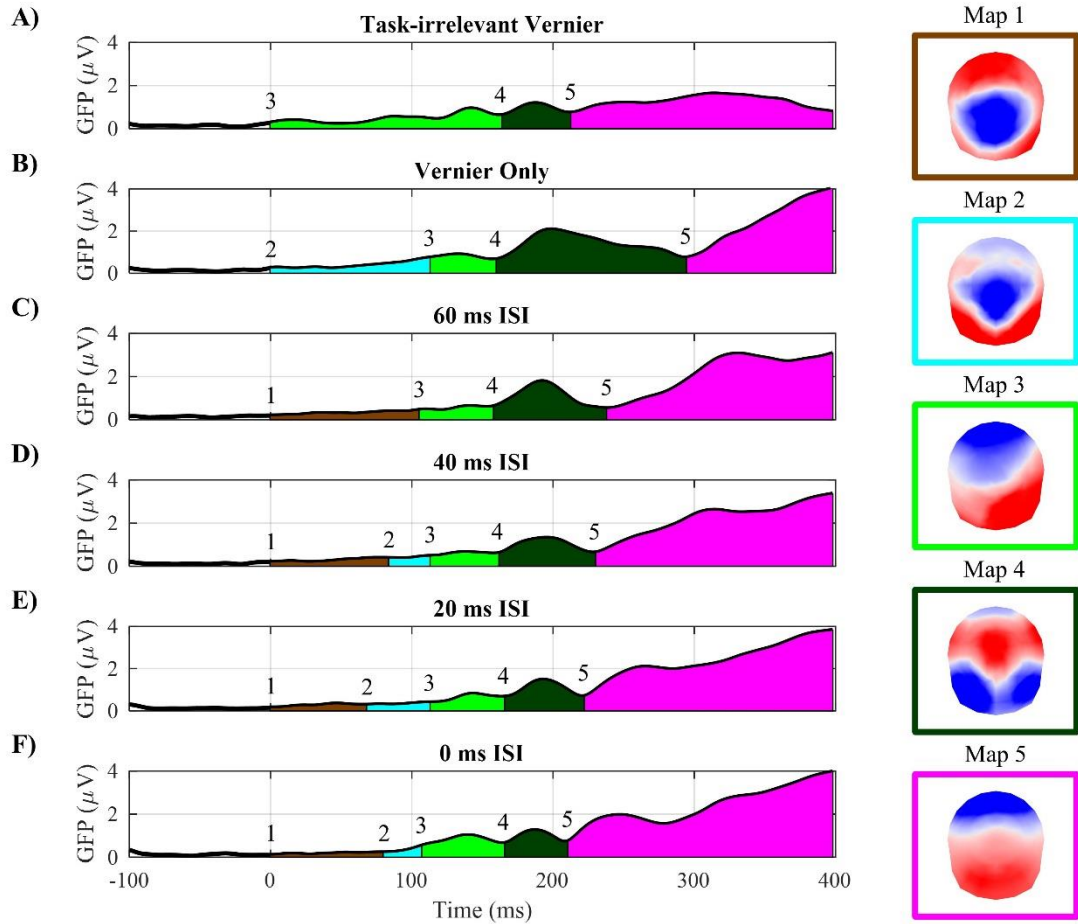 A)
Task-irrelevant Vernier
GFP (μV)
4
2
0
3
4
5
B)
Vernier Only
GFP (μV)
4
2
0
2
3
4
5
C)
60 ms ISI
GFP (μV)
4
2
0
1
3
4
5
D)
40 ms ISI
GFP (μV)
4
2
0
1
2
3
4
5
E)
20 ms ISI
GFP (μV)
4
2
0
1
2
3
4
5
F)
0 ms ISI
GFP (μV)
4
2
0
1
2
3
4
5
-100 0 100 200 300 400
Time (ms)
Map 1
Map 2
Map 3
Map 4
Map 5